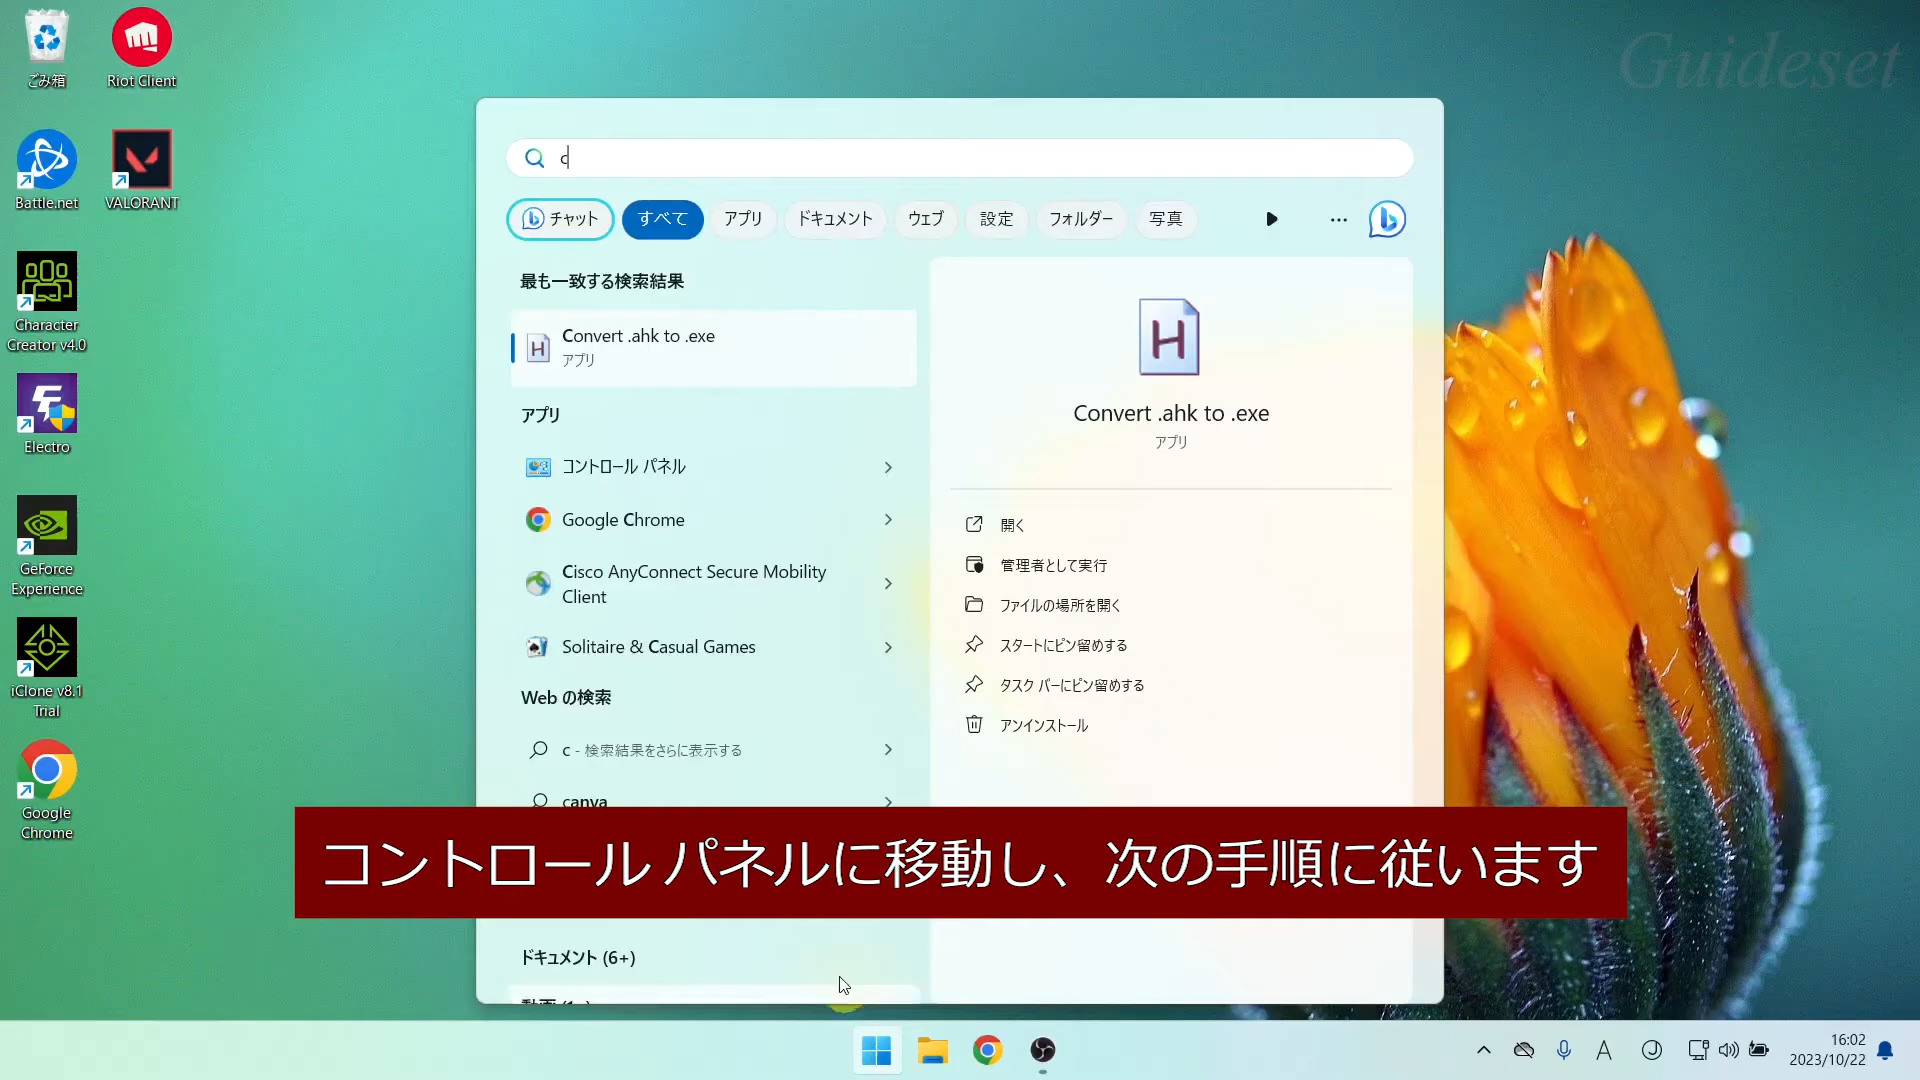 ごみ箱
Riot Client
Battle.net
VALORANT
Character
Creator v4.0
Electro
GeForce
Experience
iClone v8.1
Trial
Google
Chrome
Guideset
c
チャット
すべて
アプリ
ドキュメント
ウェブ
設定
フォルダー
写真
最も一致する検索結果
Convert .ahk to .exe
アプリ
アプリ
コントロール パネル
Google Chrome
Cisco AnyConnect Secure Mobility
Client
Solitaire & Casual Games
Web の検索
c - 検索結果をさらに表示する
canva
ドキュメント (6+)
H
Convert .ahk to .exe
アプリ
開く
管理者として実行
ファイルの場所を開く
スタートにピン留めする
タスク バーにピン留めする
アンインストール
コントロール パネルに移動し、次の手順に従います
A
16:02
2023/10/22